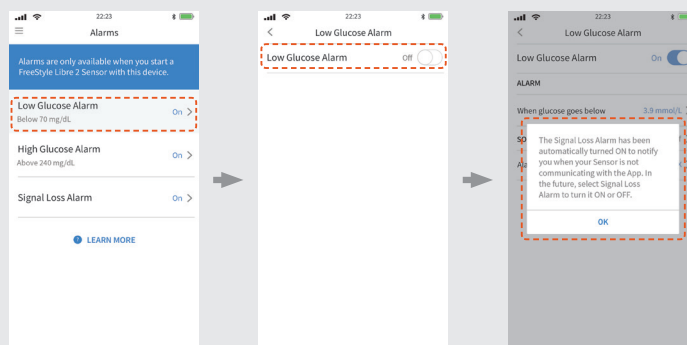 22:23
Alarms
Alarms are only available when you start a
FreeStyle Libre 2 Sensor with this device.
Low Glucose Alarm
On
Below 70 mg/dL
High Glucose Alarm
On
Above 240 mg/dL
Signal Loss Alarm
On
LEARN MORE
22:23
Low Glucose Alarm
Low Glucose Alarm
Off
22:23
Low Glucose Alarm
Low Glucose Alarm
On
ALARM
When glucose goes below
3.9 mmol/L
The Signal Loss Alarm has been
automatically turned ON to notify
you when your Sensor is not
communicating with the App. In
the future, select Signal Loss
Alarm to turn it ON or OFF.
OK